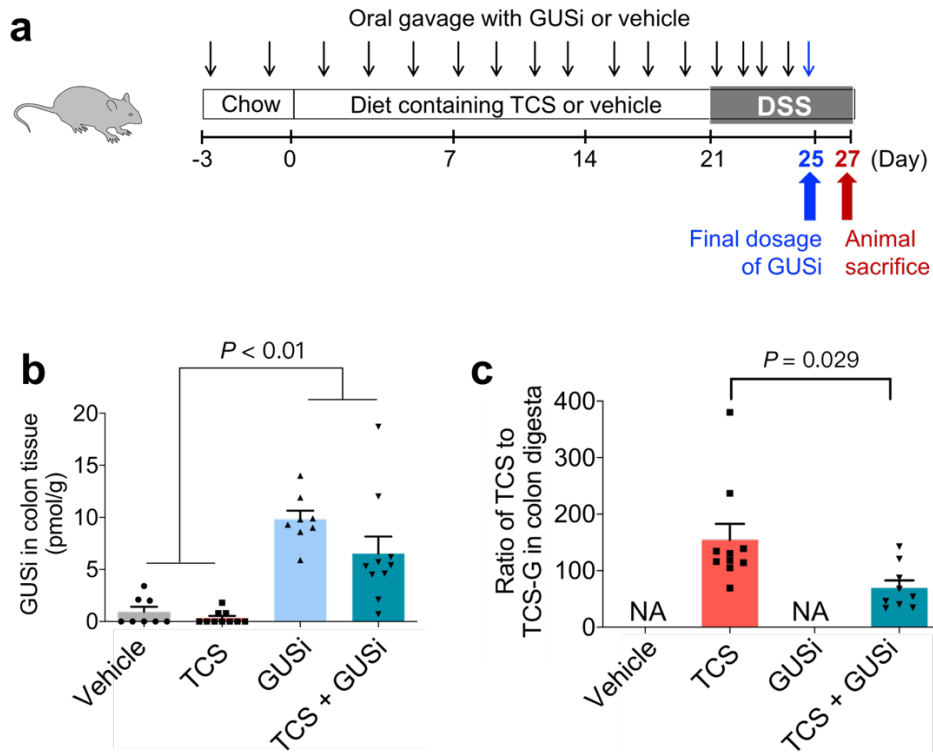 a
Oral gavage with GUSi or vehicle
Chow
Diet containing TCS or vehicle
DSS
-3
0
7
14
21
25
27
(Day)
Final dosage
of GUSi
Animal
sacrifice
b
P < 0.01
GUSi in colon tissue
(pmol/g)
20
15
10
5
0
Vehicle
TCS
GUSi
TCS + GUSi
c
P = 0.029
Ratio of TCS to
TCS-G in colon digesta
400
300
200
100
0
NA
NA
Vehicle
TCS
GUSi
TCS + GUSi